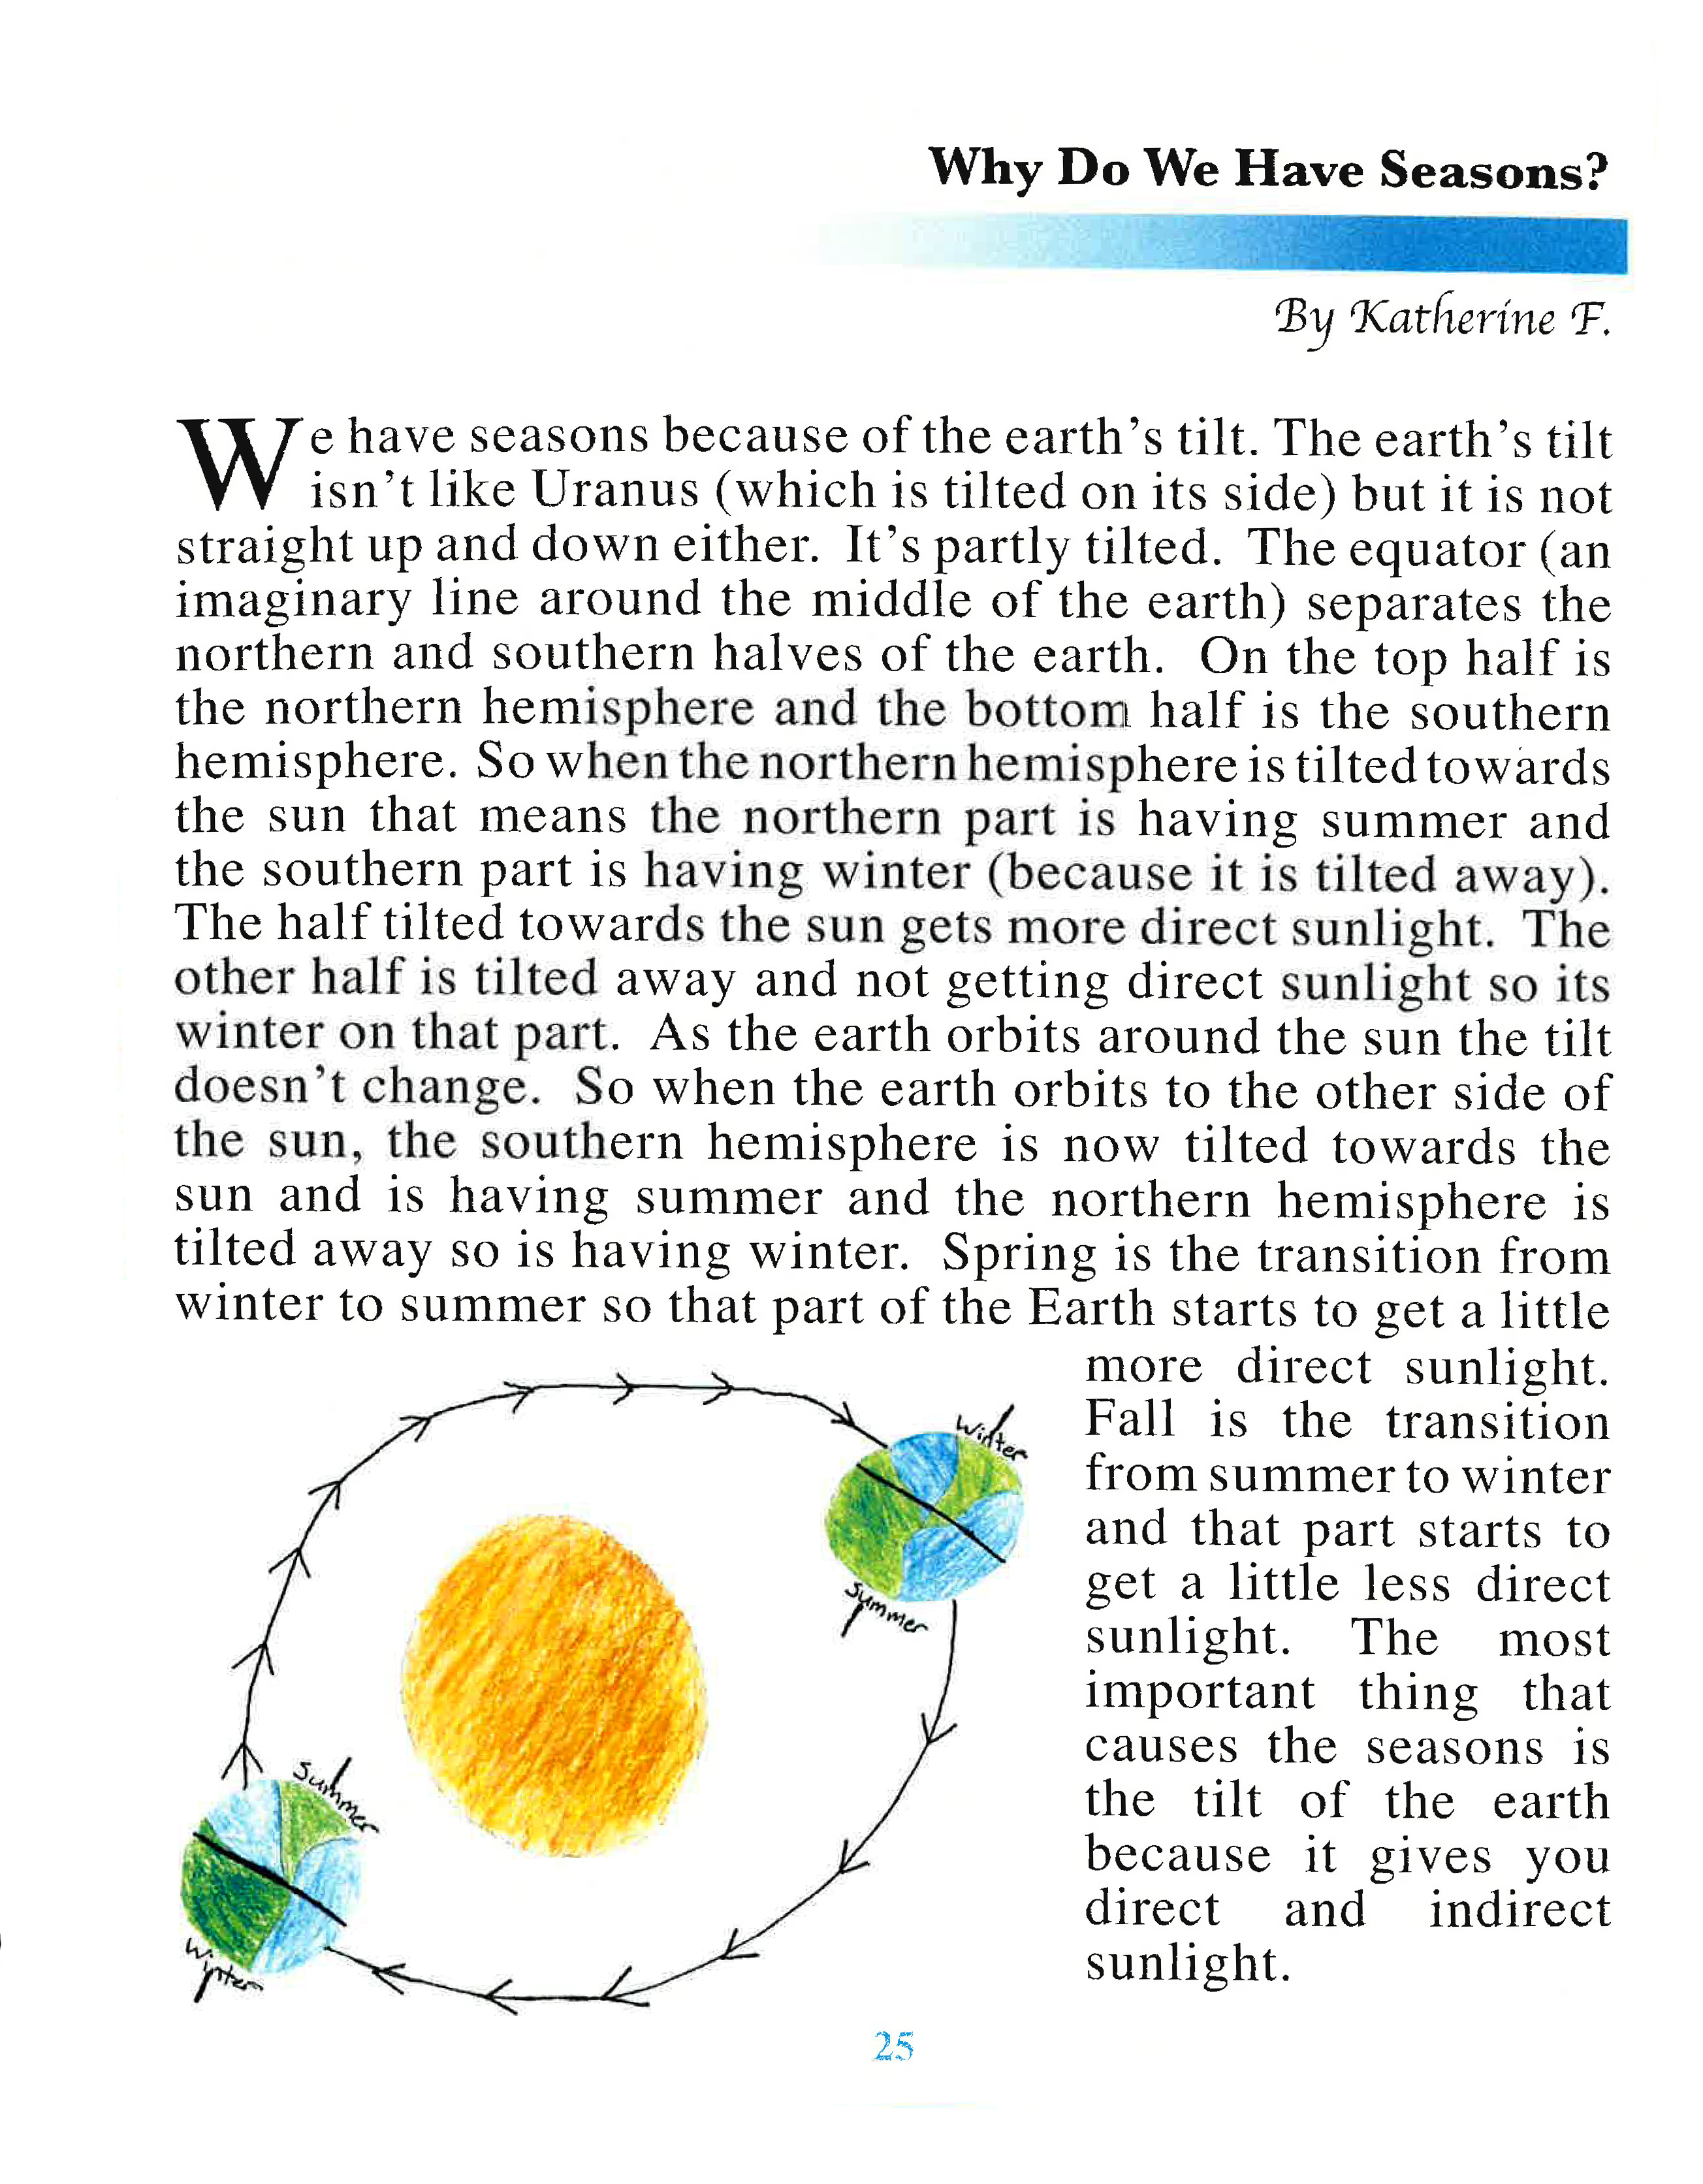 Why Do We Have Seasons?
By Katherine F.
We have seasons because of the earth's tilt. The earth's tilt
isn't like Uranus (which is tilted on its side) but it is not
straight up and down either. It's partly tilted. The equator (an
imaginary line around the middle of the earth) separates the
northern and southern halves of the earth. On the top half is
the northern hemisphere and the bottom half is the southern
hemisphere. So when the northern hemisphere is tilted towards
the sun that means the northern part is having summer and
the southern part is having winter (because it is tilted away).
The half tilted towards the sun gets more direct sunlight. The
other half is tilted away and not getting direct sunlight so its
winter on that part. As the earth orbits around the sun the tilt
doesn't change. So when the earth orbits to the other side of
the sun, the southern hemisphere is now tilted towards the
sun and is having summer and the northern hemisphere is
tilted away so is having winter. Spring is the transition from
winter to summer so that part of the Earth starts to get a little
more direct sunlight.
Fall is the transition
from summer to winter
and that part starts to
get a little less direct
sunlight. The most
important thing that
causes the seasons is
the tilt of the earth
because it gives you
direct and indirect
sunlight.
Winter
Summer
Summer
Winter
25